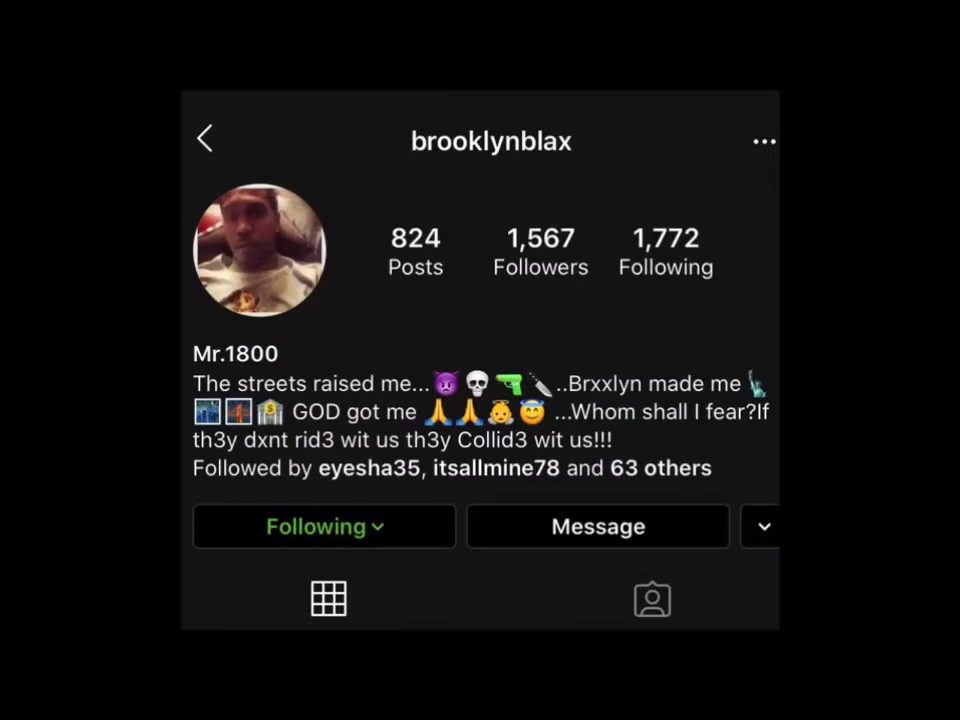 brooklynblax
824 1,567 1,772
Posts Followers Following
Mr.1800
The streets raised me...😈💀🔫🔪..Brxxlyn made me🗽
🌃🌉🏦 GOD got me 🙏🙏👼😇 ...Whom shall I fear?If
th3y dxnt rid3 wit us th3y Collid3 wit us!!!
Followed by eyesha35, itsallmine78 and 63 others
Following Message